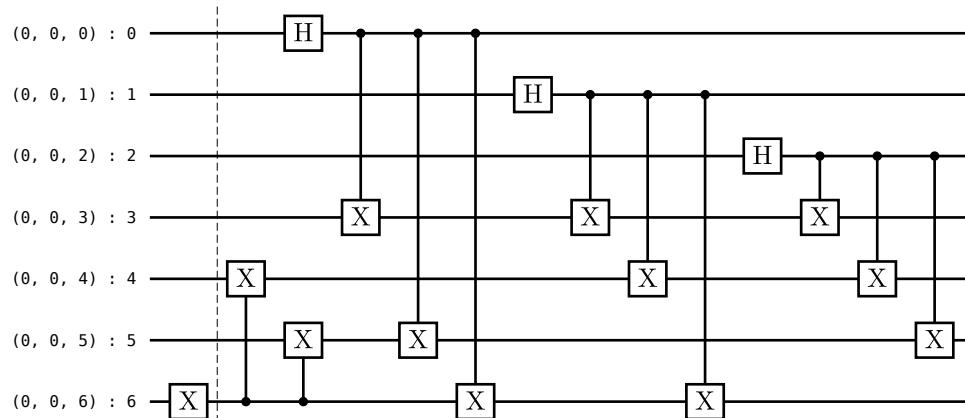 (0, 0, 0) : 0 H
(0, 0, 1) : 1 H
(0, 0, 2) : 2 H
(0, 0, 3) : 3 X X X
(0, 0, 4) : 4 X X X
(0, 0, 5) : 5 X X X
(0, 0, 6) : 6 X X X